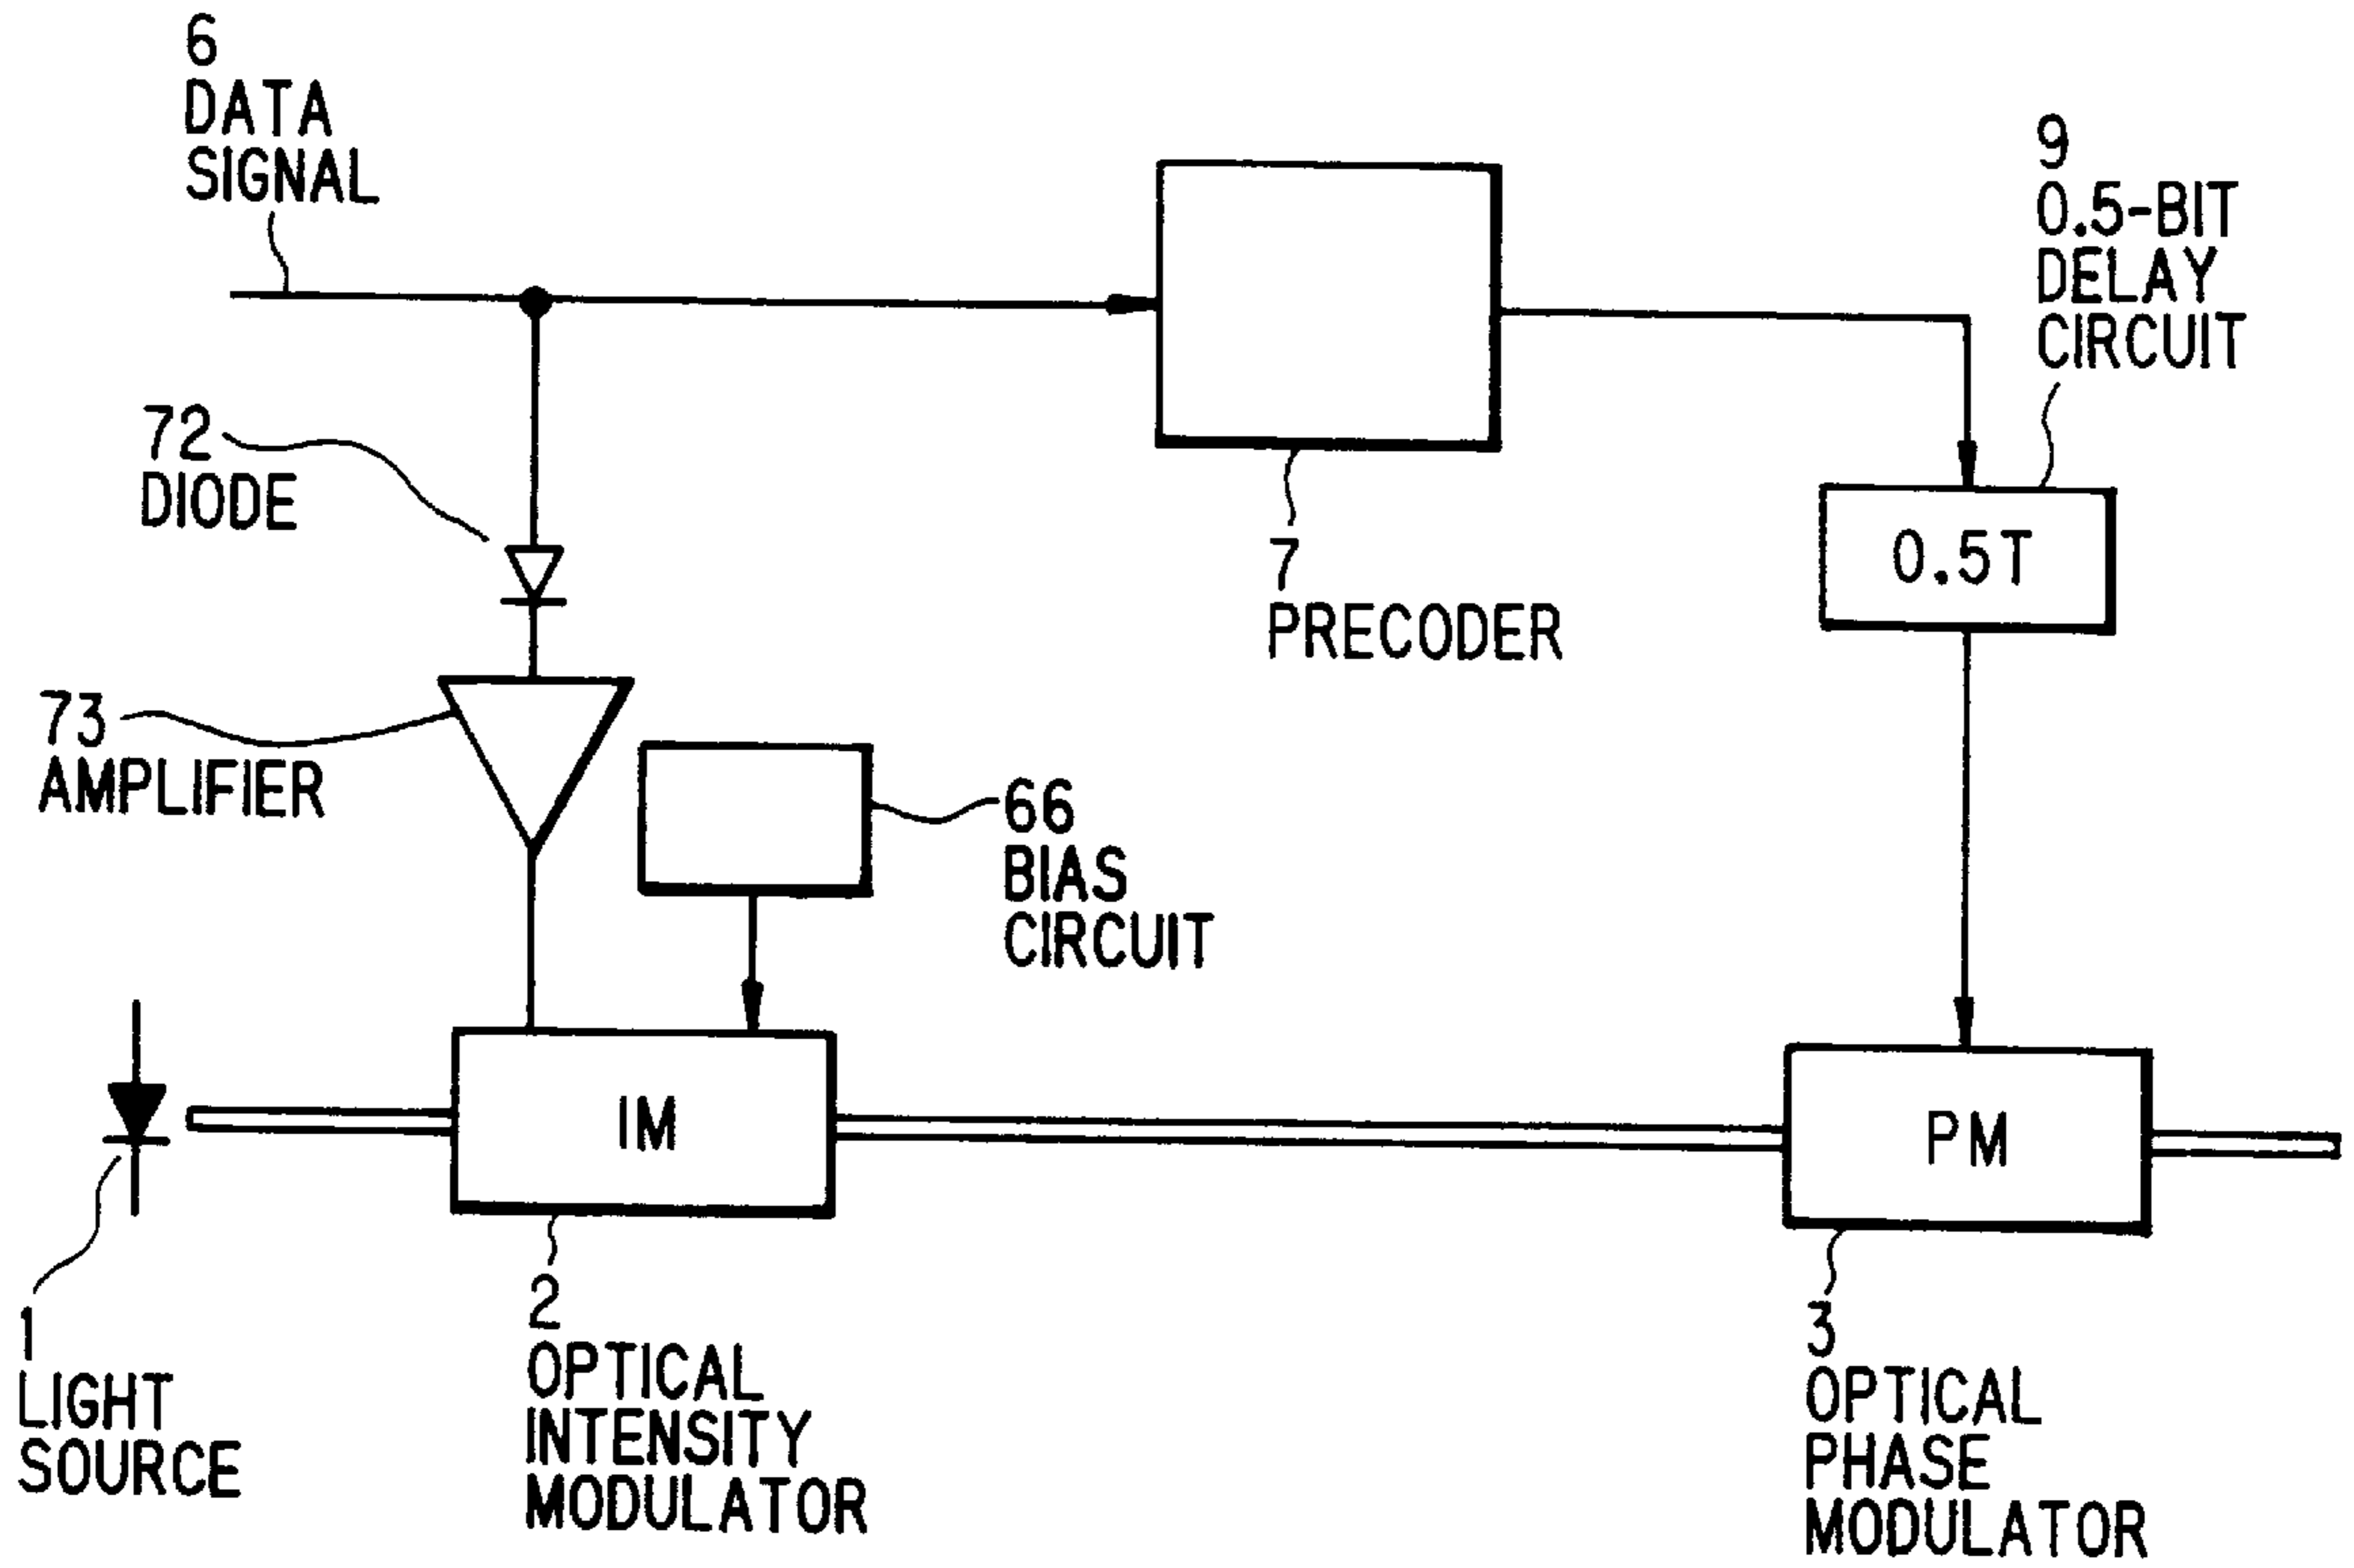 6
DATA
SIGNAL
9
0.5-BIT
DELAY
CIRCUIT
72
DIODE
0.5T
7
PRECODER
73
AMPLIFIER
66
BIAS
CIRCUIT
IM
PM
1
LIGHT
SOURCE
2
OPTICAL
INTENSITY
MODULATOR
3
OPTICAL
PHASE
MODULATOR